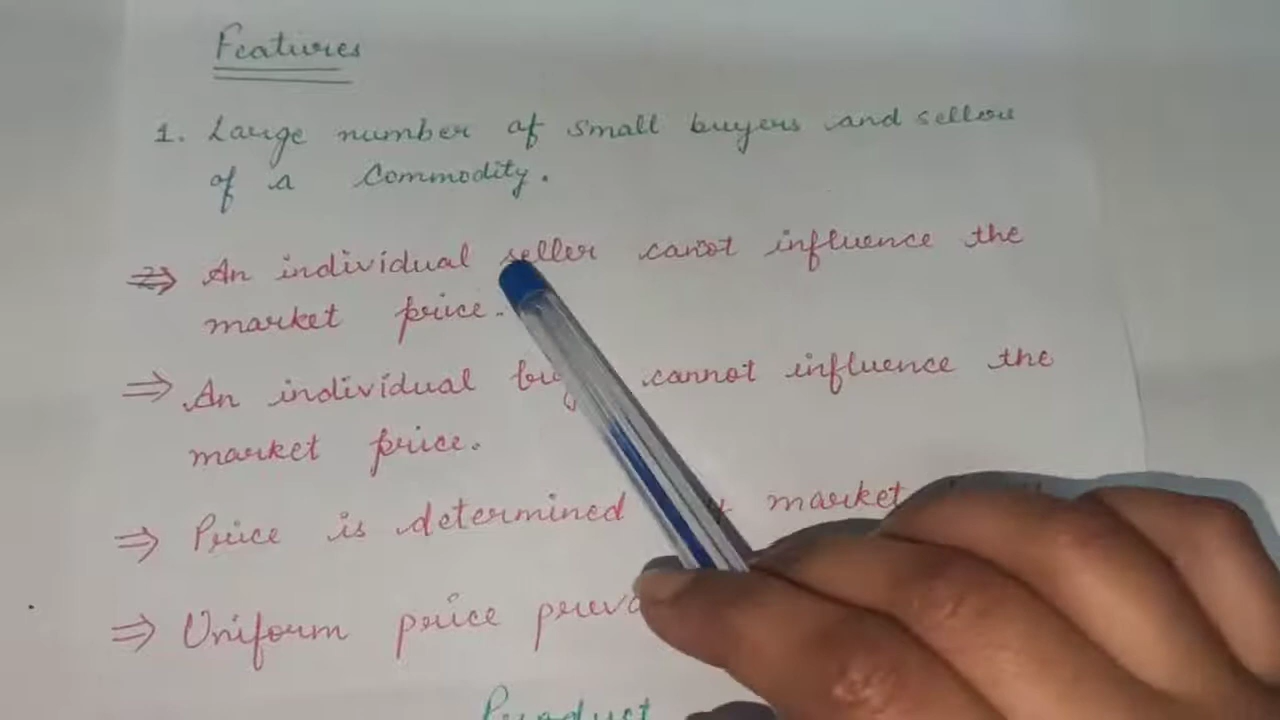 Features
1. Large number of small buyers and sellers
of a Commodity.
⇒ An individual seller canot influence the
market price.
⇒ An individual cannot influence the
market price.
⇒ Price is determined market
⇒ Uniform price
Product